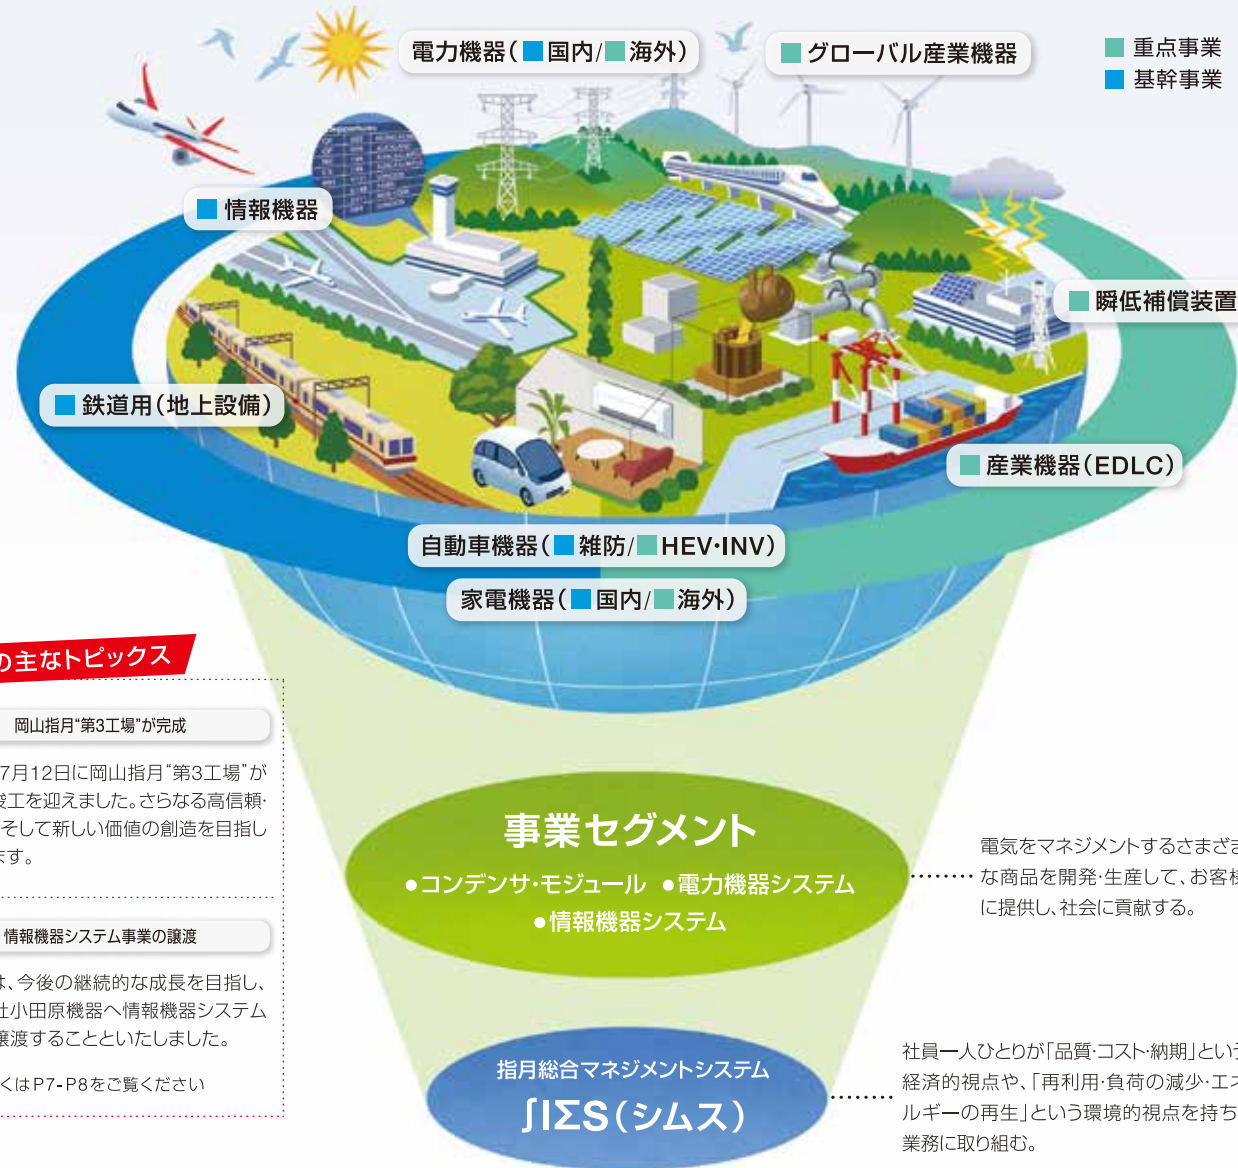 電力機器(■国内/■海外)
■グローバル産業機器
■重点事業
■基幹事業
■情報機器
■瞬低補償装置
■鉄道用(地上設備)
■産業機器(EDLC)
自動車機器(■雑防/■HEV・INV)
家電機器(■国内/■海外)
の主なトピックス
岡山指月“第3工場”が完成
7月12日に岡山指月“第3工場”が
竣工を迎えました。さらなる高信頼・
そして新しい価値の創造を目指し
ます。
情報機器システム事業の譲渡
は、今後の継続的な成長を目指し、
社小田原機器へ情報機器システム
譲渡することといたしました。
くはP7-P8をご覧ください
事業セグメント
●コンデンサ・モジュール ●電力機器システム
●情報機器システム
電気をマネジメントするさまざま
な商品を開発・生産して、お客様
に提供し、社会に貢献する。
指月総合マネジメントシステム
∫IΣS(シムス)
社員一人ひとりが「品質・コスト・納期」という
経済的視点や、「再利用・負荷の減少・エネ
ルギーの再生」という環境的視点を持ち
業務に取り組む。